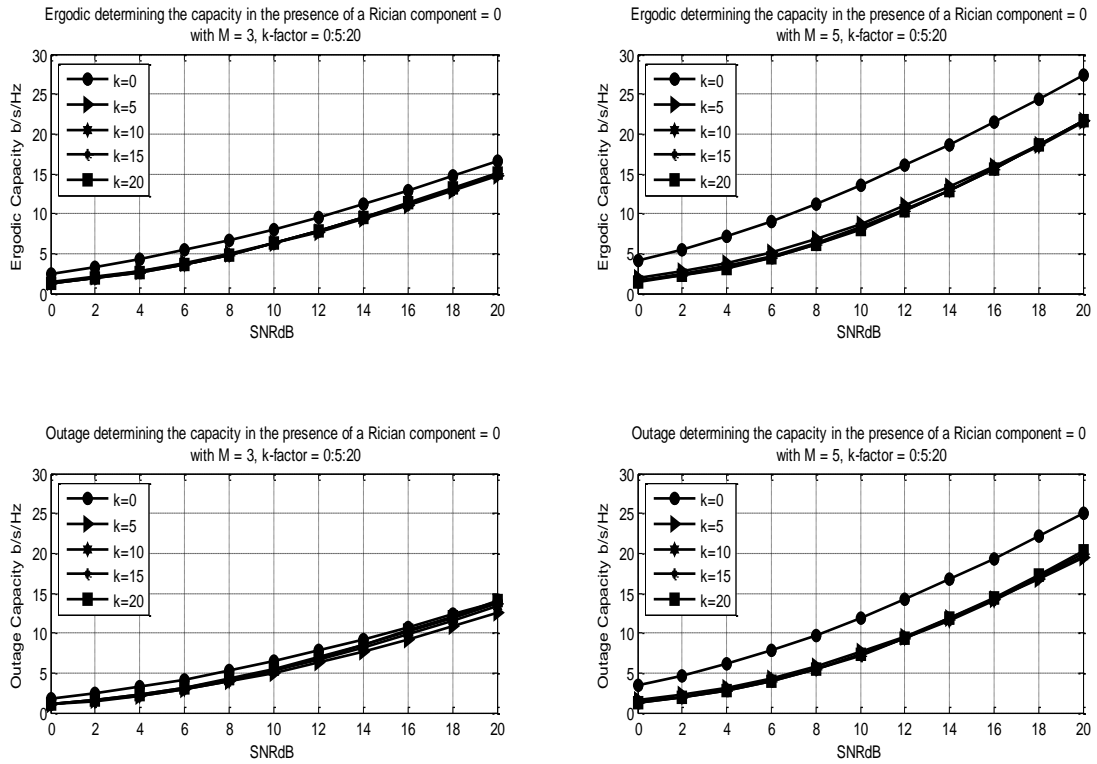 Ergodic determining the capacity in the presence of a Rician component = 0
with M = 3, k-factor = 0:5:20
30
25
20
15
10
5
0
Ergodic Capacity b/s/Hz
k=0
k=5
k=10
k=15
k=20
0 2 4 6 8 10 12 14 16 18 20
SNRdB
Ergodic determining the capacity in the presence of a Rician component = 0
with M = 5, k-factor = 0:5:20
30
25
20
15
10
5
0
Ergodic Capacity b/s/Hz
k=0
k=5
k=10
k=15
k=20
0 2 4 6 8 10 12 14 16 18 20
SNRdB
Outage determining the capacity in the presence of a Rician component = 0
with M = 3, k-factor = 0:5:20
30
25
20
15
10
5
0
Outage Capacity b/s/Hz
k=0
k=5
k=10
k=15
k=20
0 2 4 6 8 10 12 14 16 18 20
SNRdB
Outage determining the capacity in the presence of a Rician component = 0
with M = 5, k-factor = 0:5:20
30
25
20
15
10
5
0
Outage Capacity b/s/Hz
k=0
k=5
k=10
k=15
k=20
0 2 4 6 8 10 12 14 16 18 20
SNRdB